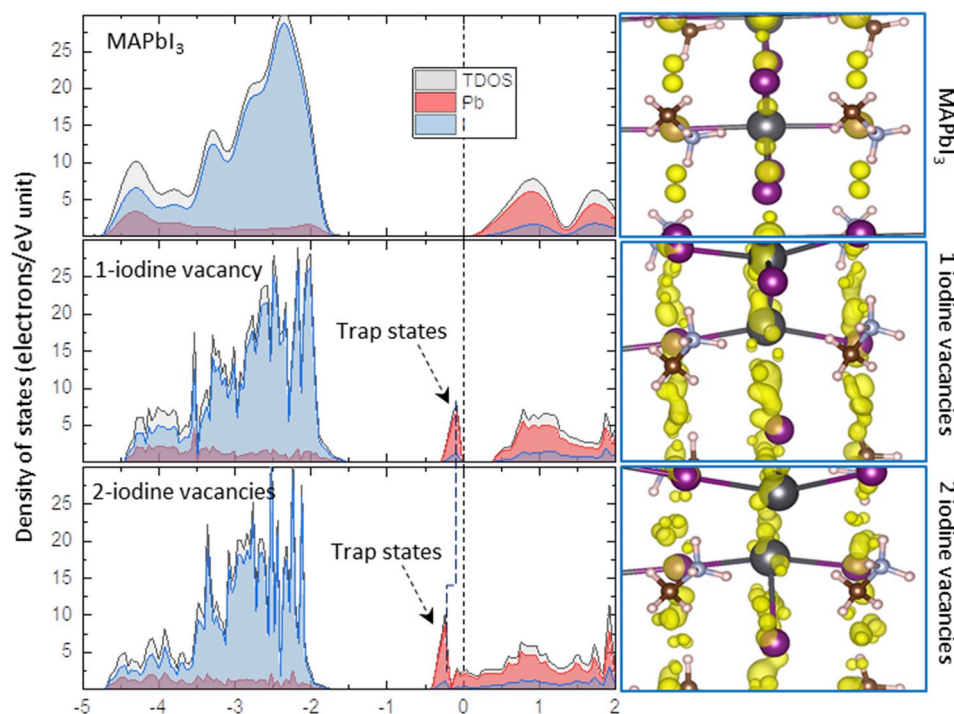 MAPbI₃
TDOS
Pb
25
20
15
10
5
1-iodine vacancy
Trap states
25
20
15
10
5
2-iodine vacancies
Trap states
25
20
15
10
5
0
-5
-4
-3
-2
-1
0
1
2
Density of states (electrons/eV unit)
MAPbI₃
1 iodine vacancies
2 iodine vacancies